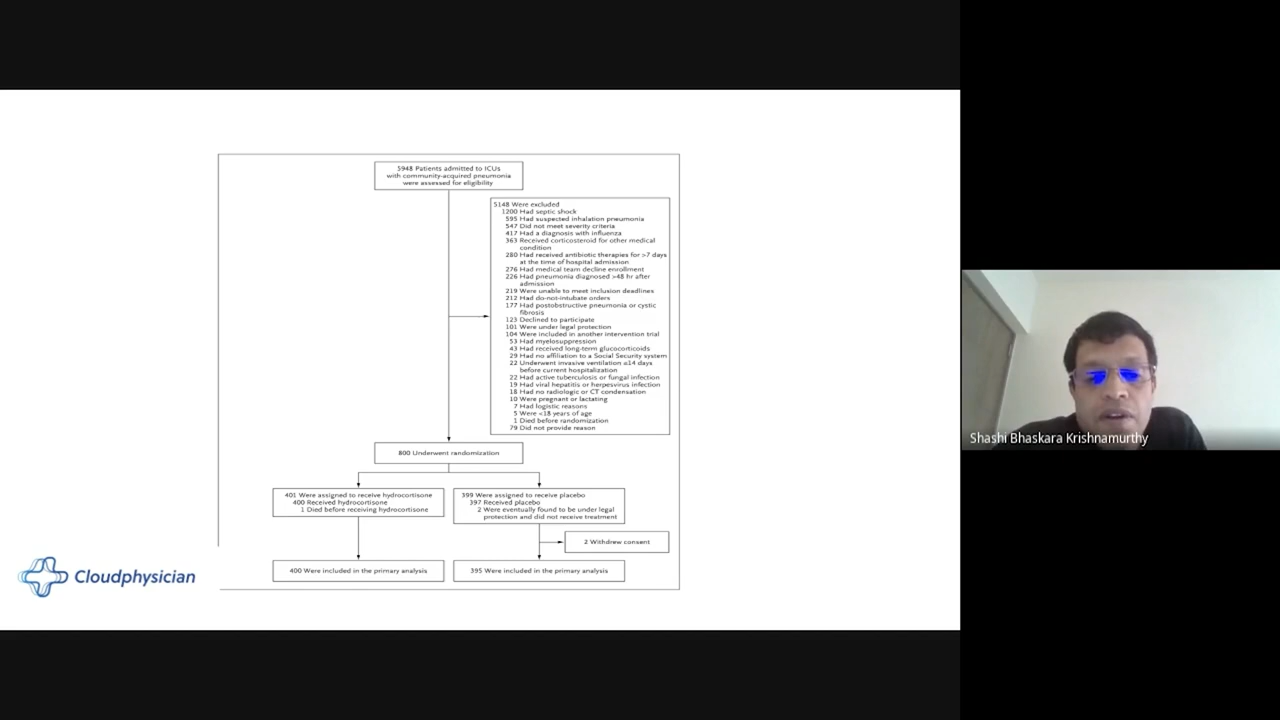 5948 Patients admitted to ICUs
with community-acquired pneumonia
were assessed for eligibility
5148 Were excluded
1200 Had septic shock
595 Had suspected inhalation pneumonia
547 Did not meet severity criteria
417 Had a diagnosis with influenza
363 Received corticosteroid for other medical
condition
280 Had received antibiotic therapies for >7 days
at the time of hospital admission
276 Had medical team decline enrollment
226 Had pneumonia diagnosed >48 hr after
admission
219 Were unable to meet inclusion deadlines
212 Had do-not-intubate orders
177 Had postobstructive pneumonia or cystic
fibrosis
123 Declined to participate
101 Were under legal protection
104 Were included in another intervention trial
53 Had myelosuppression
43 Had received long-term glucocorticoids
29 Had no affiliation to a Social Security system
22 Underwent invasive ventilation ≤14 days
before current hospitalization
22 Had active tuberculosis or fungal infection
19 Had viral hepatitis or herpesvirus infection
18 Had no radiologic or CT condensation
10 Were pregnant or lactating
7 Had logistic reasons
5 Were <18 years of age
1 Died before randomization
79 Did not provide reason
800 Underwent randomization
401 Were assigned to receive hydrocortisone
400 Received hydrocortisone
1 Died before receiving hydrocortisone
399 Were assigned to receive placebo
397 Received placebo
2 Were eventually found to be under legal
protection and did not receive treatment
2 Withdrew consent
400 Were included in the primary analysis
395 Were included in the primary analysis
Cloudphysician
Shashi Bhaskara Krishnamurthy